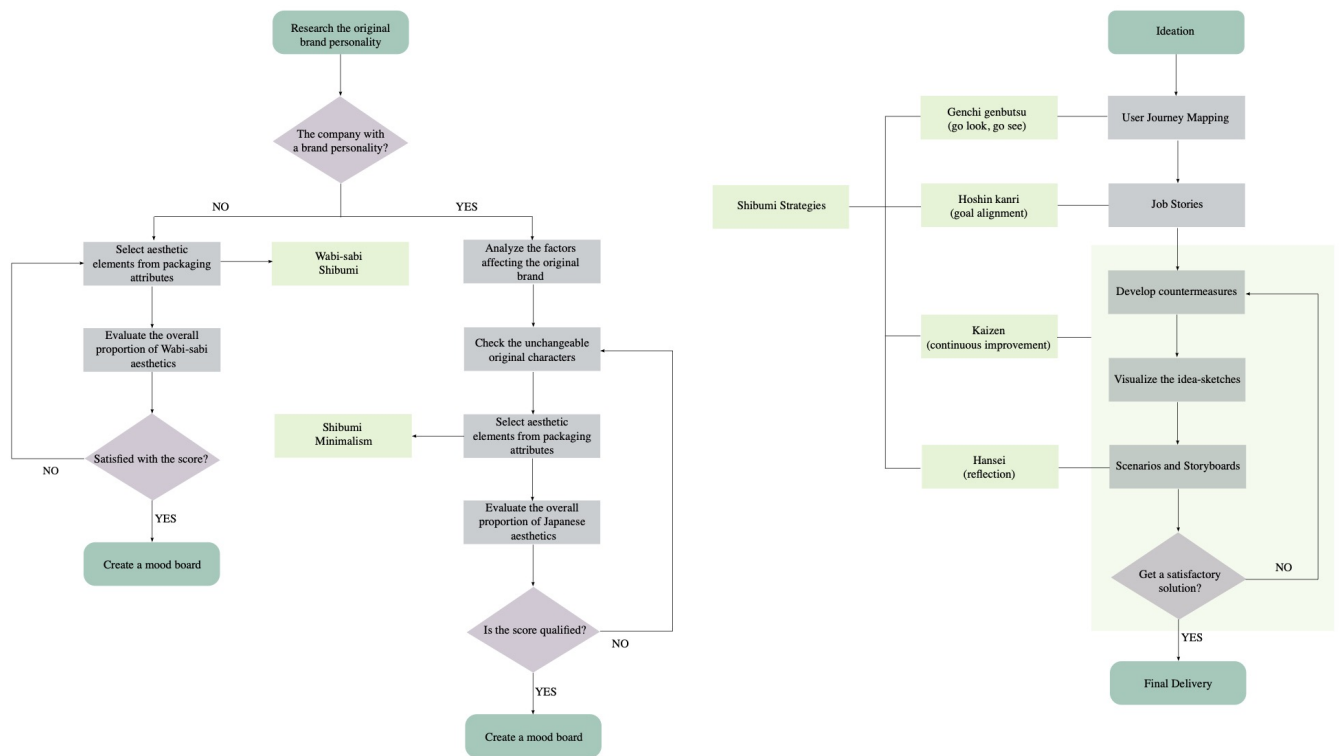 Research the original
brand personality
The company with
a brand personality?
NO
YES
Select aesthetic
elements from packaging
attributes
Wabi-sabi
Shibumi
Analyze the factors
affecting the original
brand
Evaluate the overall
proportion of Wabi-sabi
aesthetics
Check the unchangeable
original characters
Satisfied with the score?
NO
YES
Create a mood board
Shibumi
Minimalism
Select aesthetic
elements from packaging
attributes
Evaluate the overall
proportion of Japanese
aesthetics
Is the score qualified?
NO
YES
Create a mood board
Ideation
Genchi genbutsu
(go look, go see)
User Journey Mapping
Shibumi Strategies
Hoshin kanri
(goal alignment)
Job Stories
Develop countermeasures
Kaizen
(continuous improvement)
Visualize the idea-sketches
Hansei
(reflection)
Scenarios and Storyboards
Get a satisfactory
solution?
NO
YES
Final Delivery